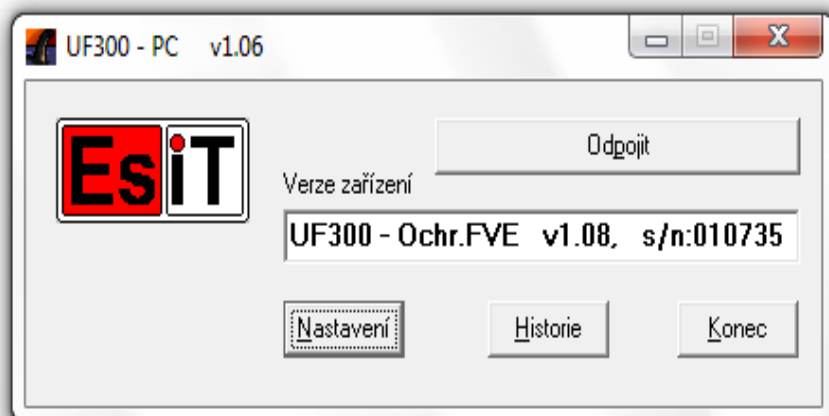 UF300 - PC v1.06
EsiT
Odpojit
Verze zařízení
UF300 - Ochr.FVE v1.08, s/n:010735
Nastavení Historie Konec